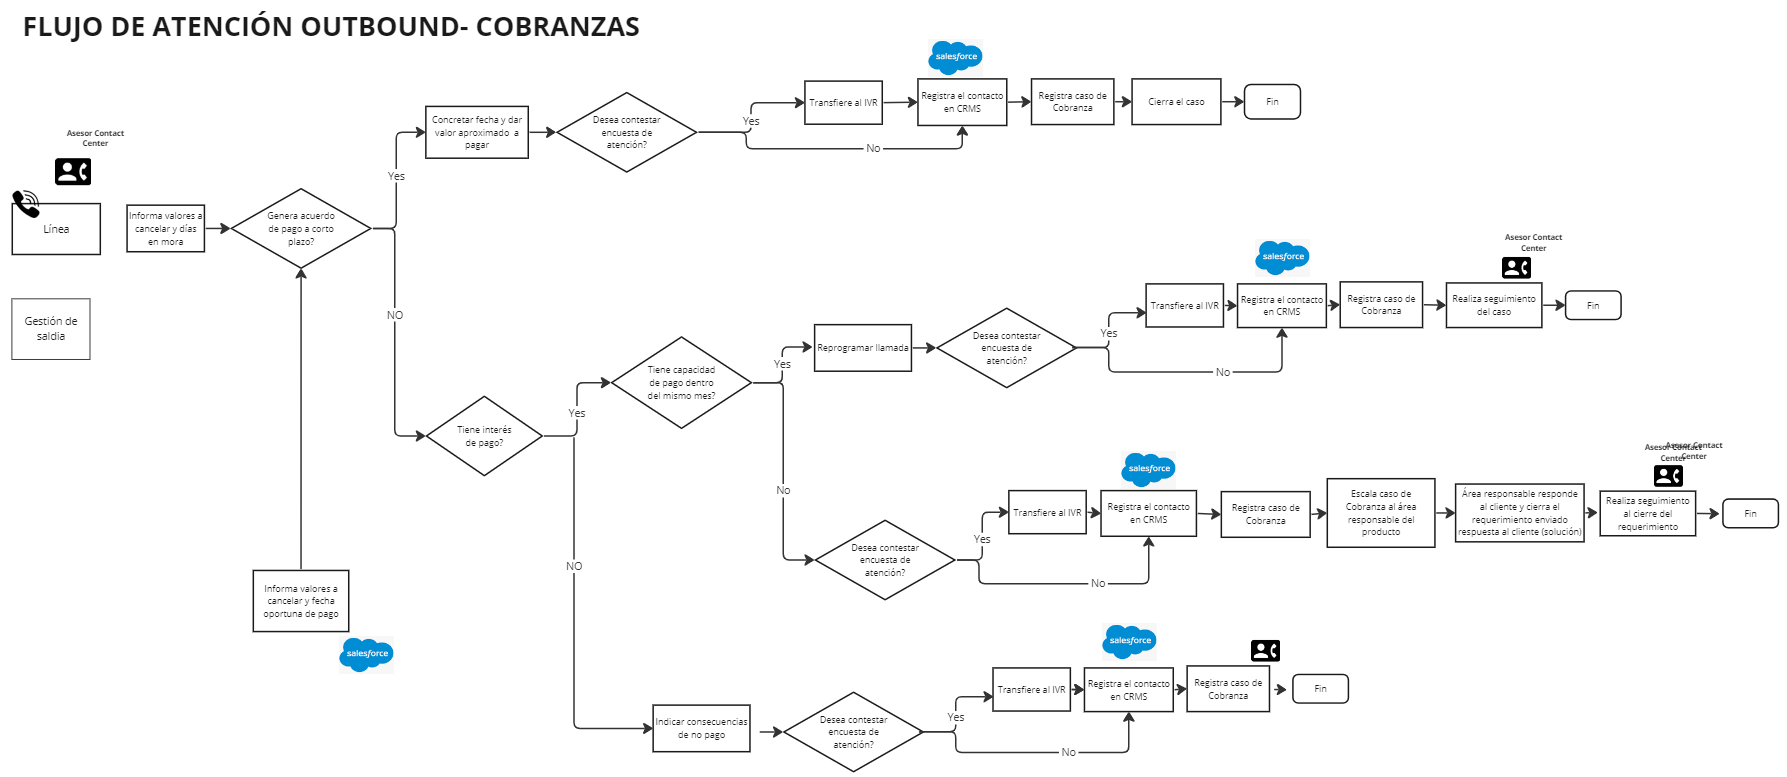 FLUJO DE ATENCIÓN OUTBOUND- COBRANZAS
Asesor Contact
Center
Línea
Gestión de
saldia
Informa valores a
cancelar y días
en mora
Genera acuerdo
de pago a corto
plazo?
Informa valores a
cancelar y fecha
oportuna de pago
salesforce
Yes
NO
Concretar fecha y dar
valor aproximado a
pagar
Desea contestar
encuesta de
atención?
Yes
No
Transfiere al IVR
salesforce
Registra el contacto
en CRMS
Registra caso de
Cobranza
Cierra el caso
Fin
Tiene interés
de pago?
Yes
NO
Tiene capacidad
de pago dentro
del mismo mes?
Yes
No
Reprogramar llamada
Desea contestar
encuesta de
atención?
Yes
No
Transfiere al IVR
salesforce
Registra el contacto
en CRMS
Registra caso de
Cobranza
Asesor Contact
Center
Realiza seguimiento
del caso
Fin
Desea contestar
encuesta de
atención?
Yes
No
Transfiere al IVR
salesforce
Registra el contacto
en CRMS
Registra caso de
Cobranza
Escala caso de
Cobranza al área
responsable del
producto
Área responsable responde
al cliente y cierra el
requerimiento enviado
respuesta al cliente (solución)
Asesor Contact
Center
Asesor Contact
Center
Realiza seguimiento
al cierre del
requerimiento
Fin
Indicar consecuencias
de no pago
Desea contestar
encuesta de
atención?
Yes
No
Transfiere al IVR
salesforce
Registra el contacto
en CRMS
Registra caso de
Cobranza
Fin